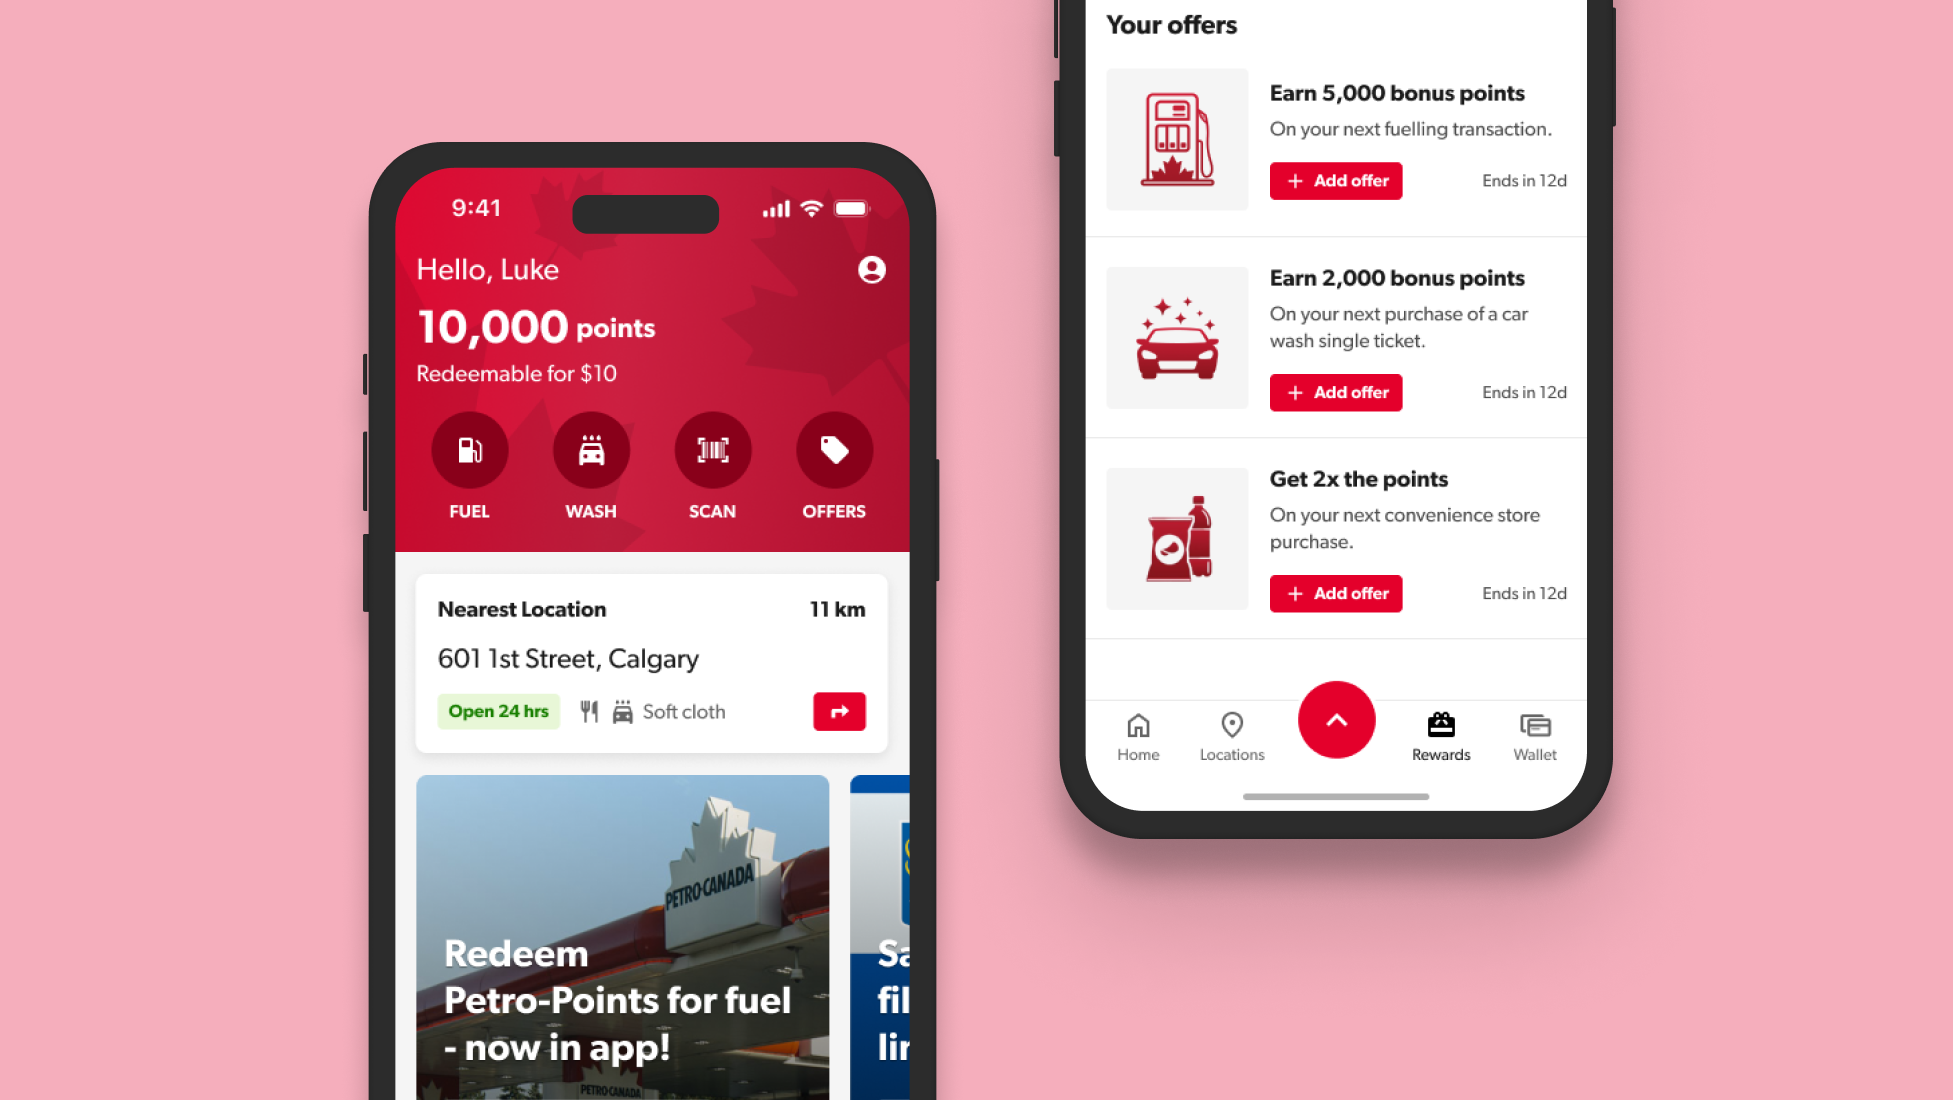 9:41
Hello, Luke
10,000 points
Redeemable for $10
FUEL
WASH
SCAN
OFFERS
Nearest Location
11 km
601 1st Street, Calgary
Open 24 hrs
Soft cloth
PETRO-CANADA
Redeem
Petro-Points for fuel
- now in app!
PETRO-CANADA
Your offers
Earn 5,000 bonus points
On your next fuelling transaction.
+ Add offer
Ends in 12d
Earn 2,000 bonus points
On your next purchase of a car
wash single ticket.
+ Add offer
Ends in 12d
Get 2x the points
On your next convenience store
purchase.
+ Add offer
Ends in 12d
Home
Locations
Rewards
Wallet